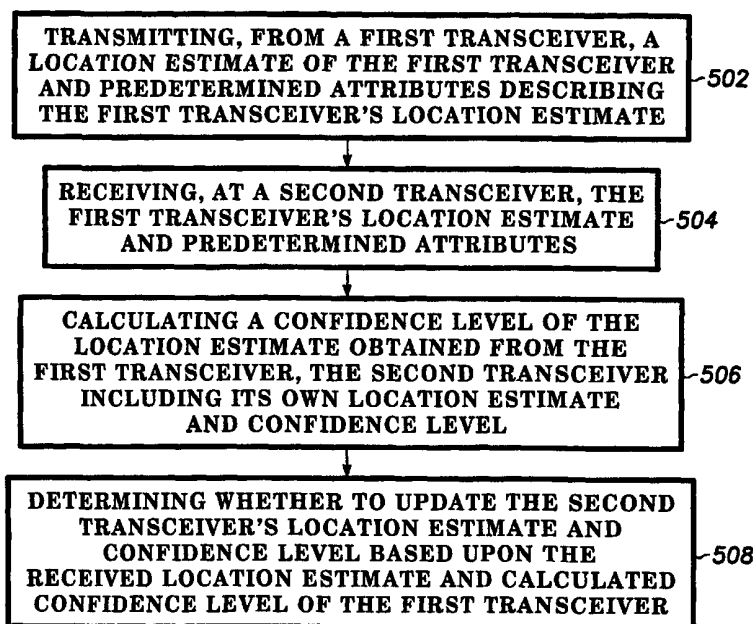 TRANSMITTING, FROM A FIRST TRANSCEIVER, A
LOCATION ESTIMATE OF THE FIRST TRANSCEIVER
AND PREDETERMINED ATTRIBUTES DESCRIBING
THE FIRST TRANSCEIVER'S LOCATION ESTIMATE
502
RECEIVING, AT A SECOND TRANSCEIVER, THE
FIRST TRANSCEIVER'S LOCATION ESTIMATE
AND PREDETERMINED ATTRIBUTES
504
CALCULATING A CONFIDENCE LEVEL OF THE
LOCATION ESTIMATE OBTAINED FROM THE
FIRST TRANSCEIVER, THE SECOND TRANSCEIVER
INCLUDING ITS OWN LOCATION ESTIMATE
AND CONFIDENCE LEVEL
506
DETERMINING WHETHER TO UPDATE THE SECOND
TRANSCEIVER'S LOCATION ESTIMATE AND
CONFIDENCE LEVEL BASED UPON THE
RECEIVED LOCATION ESTIMATE AND CALCULATED
CONFIDENCE LEVEL OF THE FIRST TRANSCEIVER
508